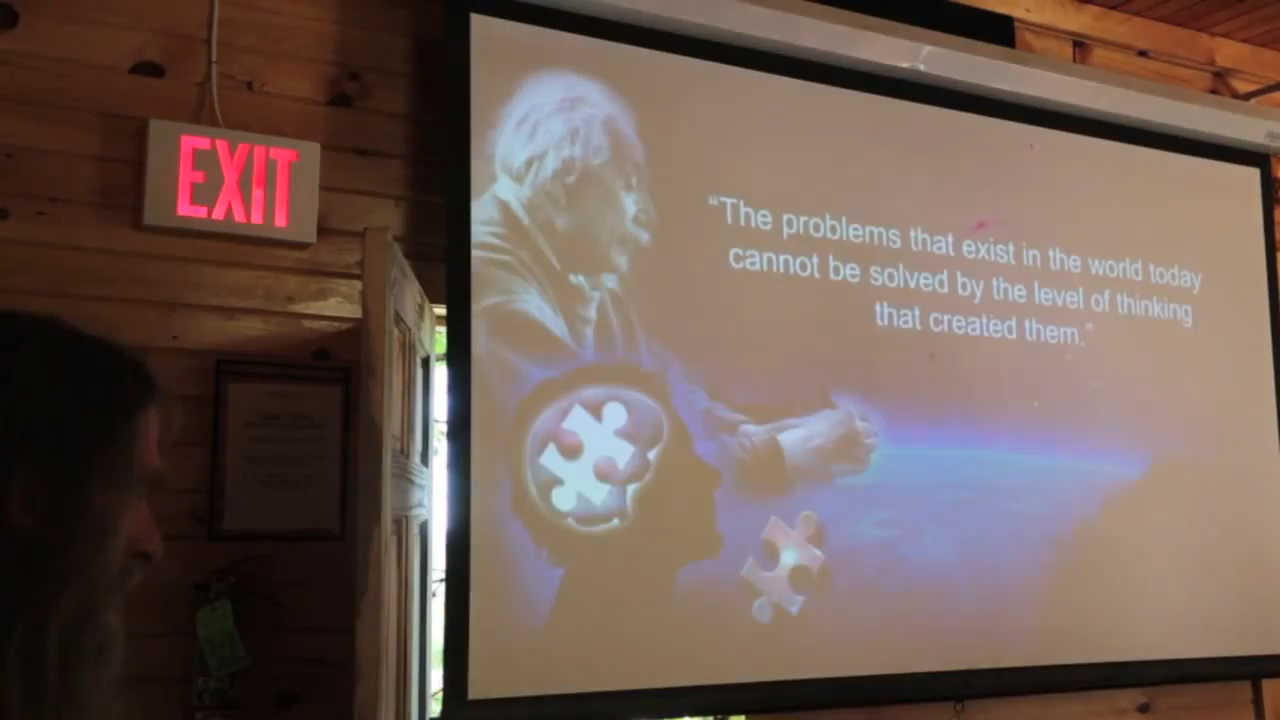 EXIT
“The problems that exist in the world today
cannot be solved by the level of thinking
that created them.”